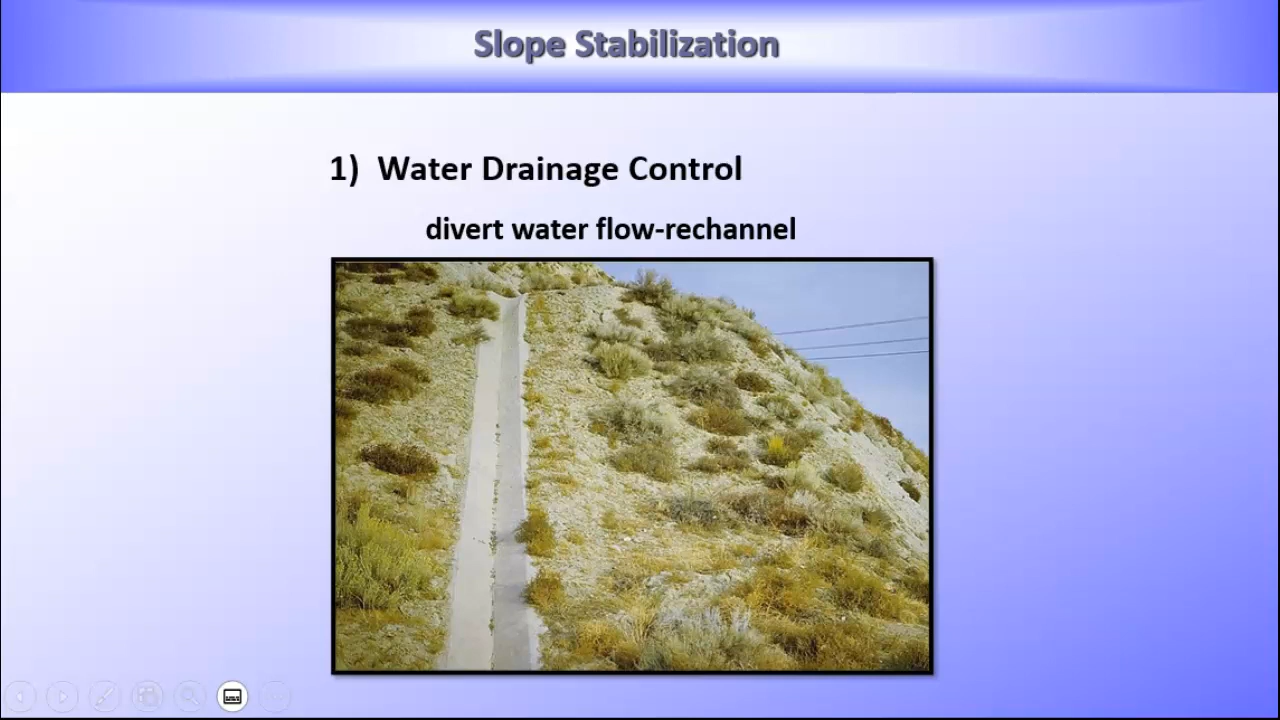 Slope Stabilization
1) Water Drainage Control
divert water flow-rechannel